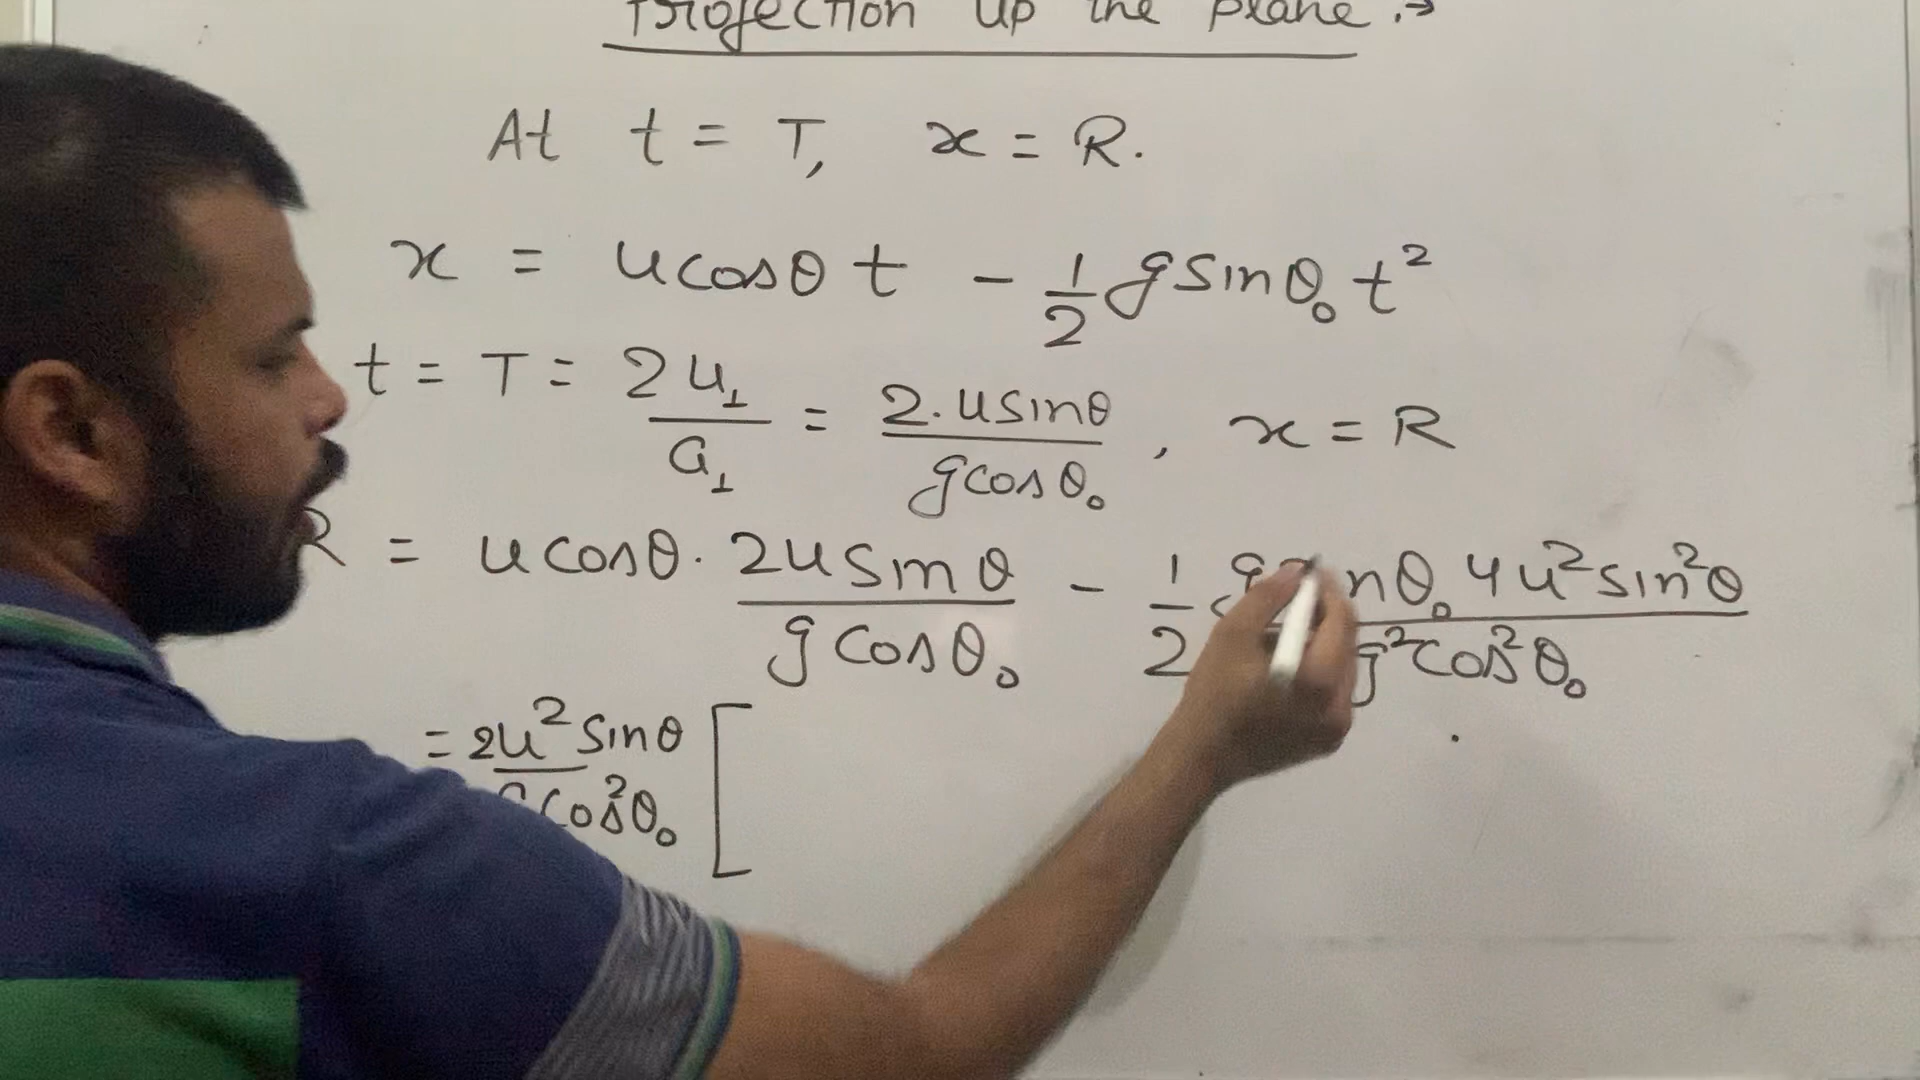 Projection up the plane :→
At t = T, x = R.
x = u cosθ t - 1/2 g sinθ₀ t²
t = T = 2u⊥/a⊥ = 2.u sinθ/g cosθ₀ , x = R
R = u cosθ · 2u sinθ/g cosθ₀ - 1/2 g sinθ₀ 4u² sin²θ/g² cos²θ₀
= 2u² sinθ/g cos²θ₀ [